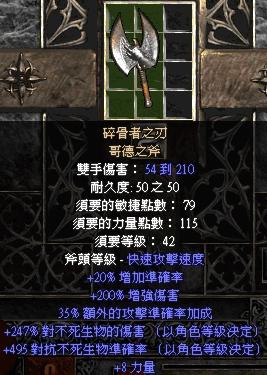 碎骨者之刃
哥德之斧
雙手傷害： 54 到 210
耐久度: 50 之 50
須要的敏捷點數： 79
須要的力量點數： 115
須要等級： 42
斧頭等級 - 快速攻擊速度
+20% 增加準確率
+200% 增強傷害
35% 額外的攻擊準確率加成
+247% 對不死生物的傷害 （以角色等級決定）
+495 對抗不死生物準確率 （以角色等級決定）
+8 力量